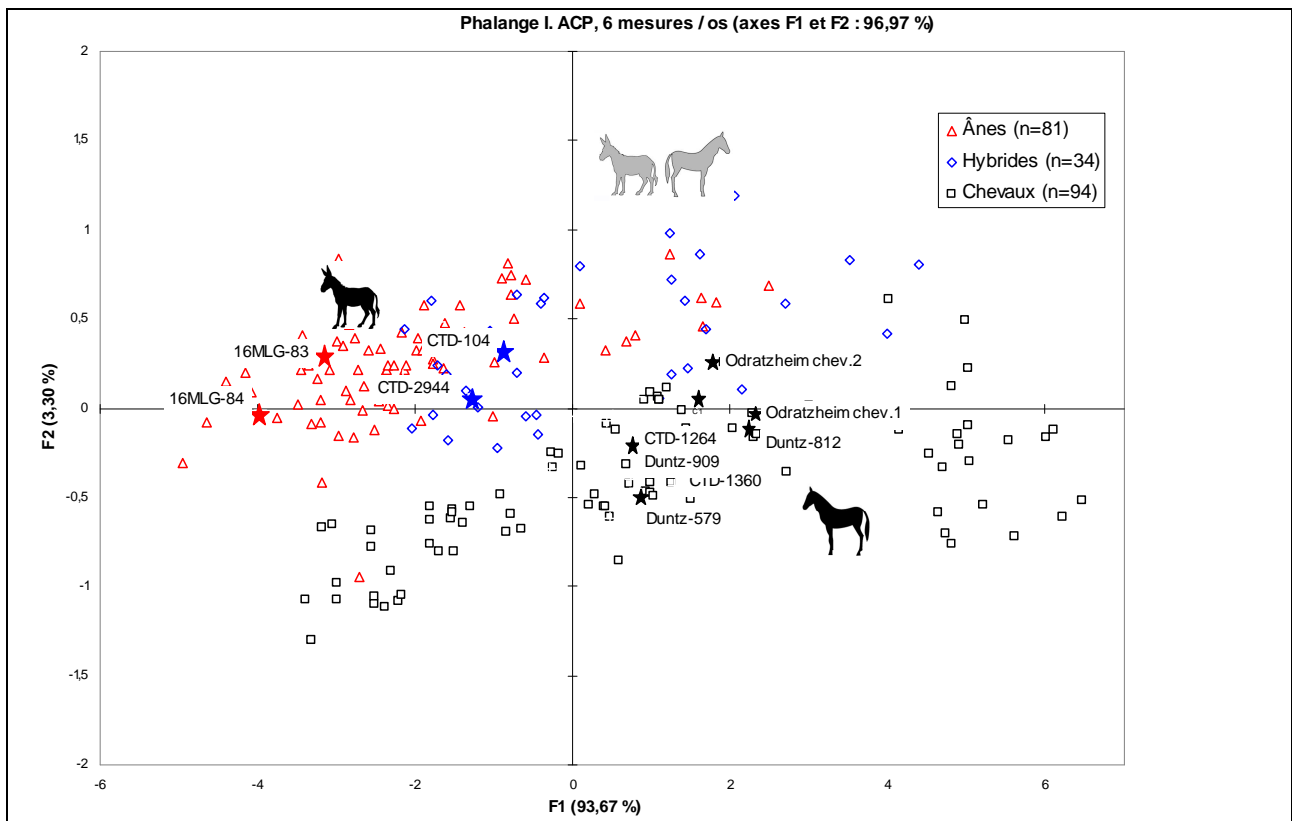 Phalange I. ACP, 6 mesures / os (axes F1 et F2 : 96,97 %)
2
1,5
1
0,5
0
-0,5
-1
-1,5
-2
F2 (3,30 %)
Ânes (n=81)
Hybrides (n=34)
Chevaux (n=94)
CTD-104
16MLG-83
Odratzheim chev.2
CTD-2944
16MLG-84
Odratzheim chev.1
CTD-1264
Duntz-812
Duntz-909
CTD-1360
Duntz-579
-6
-4
-2
0
2
4
6
F1 (93,67 %)